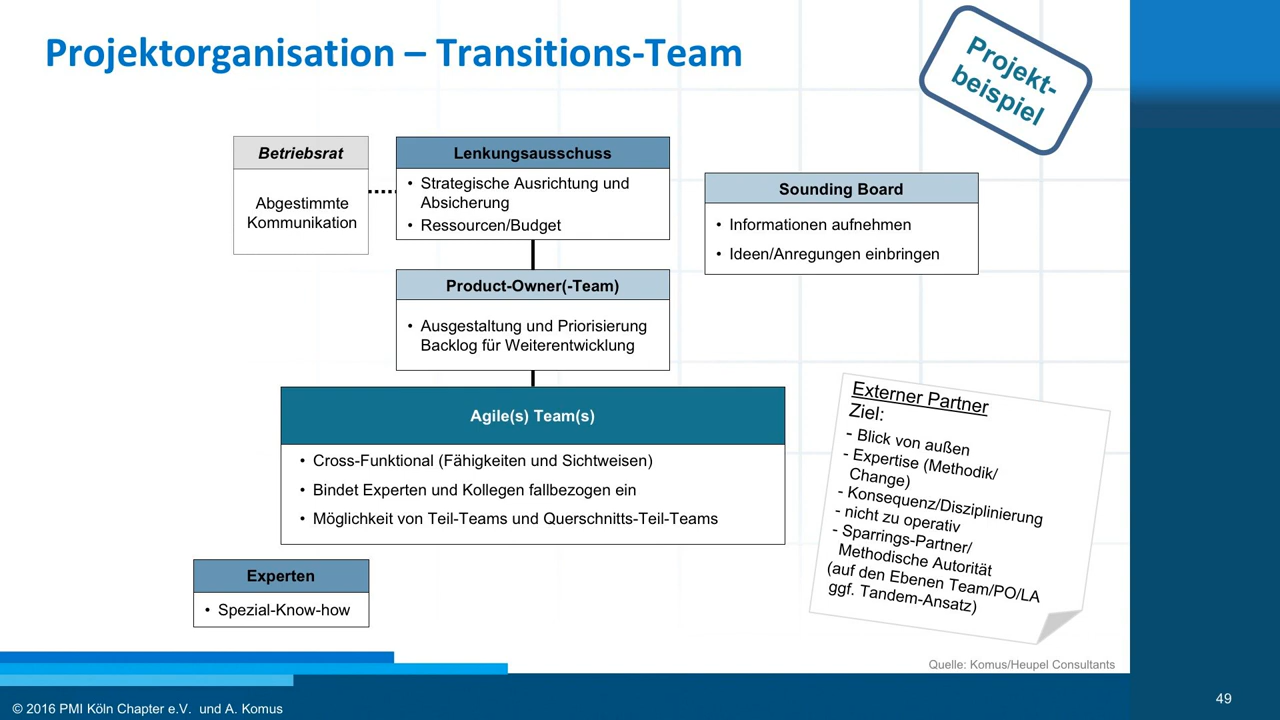 Projektorganisation – Transitions-Team
Projekt-
beispiel
Betriebsrat
Abgestimmte
Kommunikation
Lenkungsausschuss
• Strategische Ausrichtung und
Absicherung
• Ressourcen/Budget
Sounding Board
• Informationen aufnehmen
• Ideen/Anregungen einbringen
Product-Owner(-Team)
• Ausgestaltung und Priorisierung
Backlog für Weiterentwicklung
Agile(s) Team(s)
• Cross-Funktional (Fähigkeiten und Sichtweisen)
• Bindet Experten und Kollegen fallbezogen ein
• Möglichkeit von Teil-Teams und Querschnitts-Teil-Teams
Externer Partner
Ziel:
- Blick von außen
- Expertise (Methodik/
Change)
- Konsequenz/Disziplinierung
- nicht zu operativ
- Sparrings-Partner/
Methodische Autorität
(auf den Ebenen Team/PO/LA
ggf. Tandem-Ansatz)
Experten
• Spezial-Know-how
Quelle: Komus/Heupel Consultants
© 2016 PMI Köln Chapter e.V. und A. Komus
49